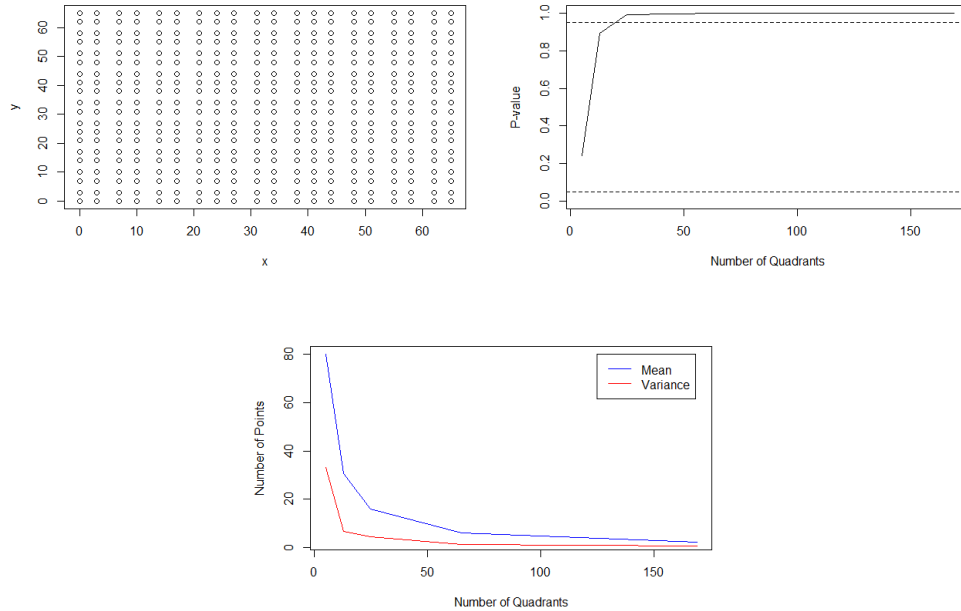 0 10 20 30 40 50 60
y
0 10 20 30 40 50 60
x
0.0 0.2 0.4 0.6 0.8 1.0
P-value
0 50 100 150
Number of Quadrants
0 20 40 60 80
Number of Points
Mean
Variance
0 50 100 150
Number of Quadrants